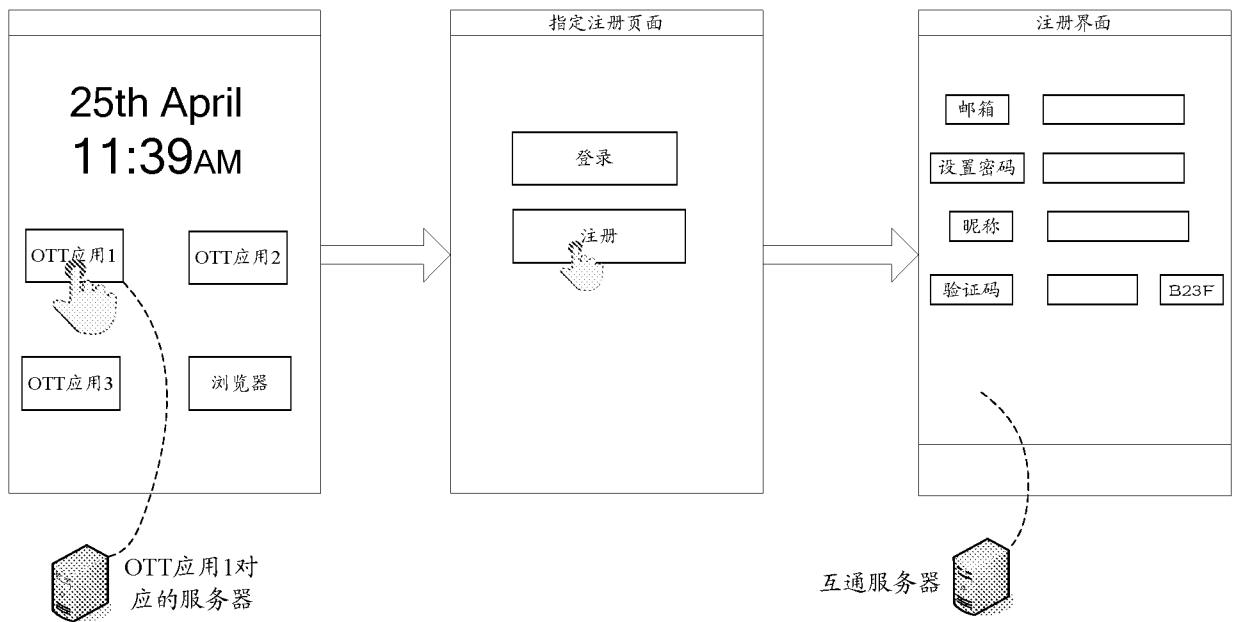 25th April
11:39AM
OTT应用1
OTT应用2
OTT应用3
浏览器
OTT应用1对
应的服务器
指定注册页面
登录
注册
注册界面
邮箱
设置密码
昵称
验证码
B23F
互通服务器